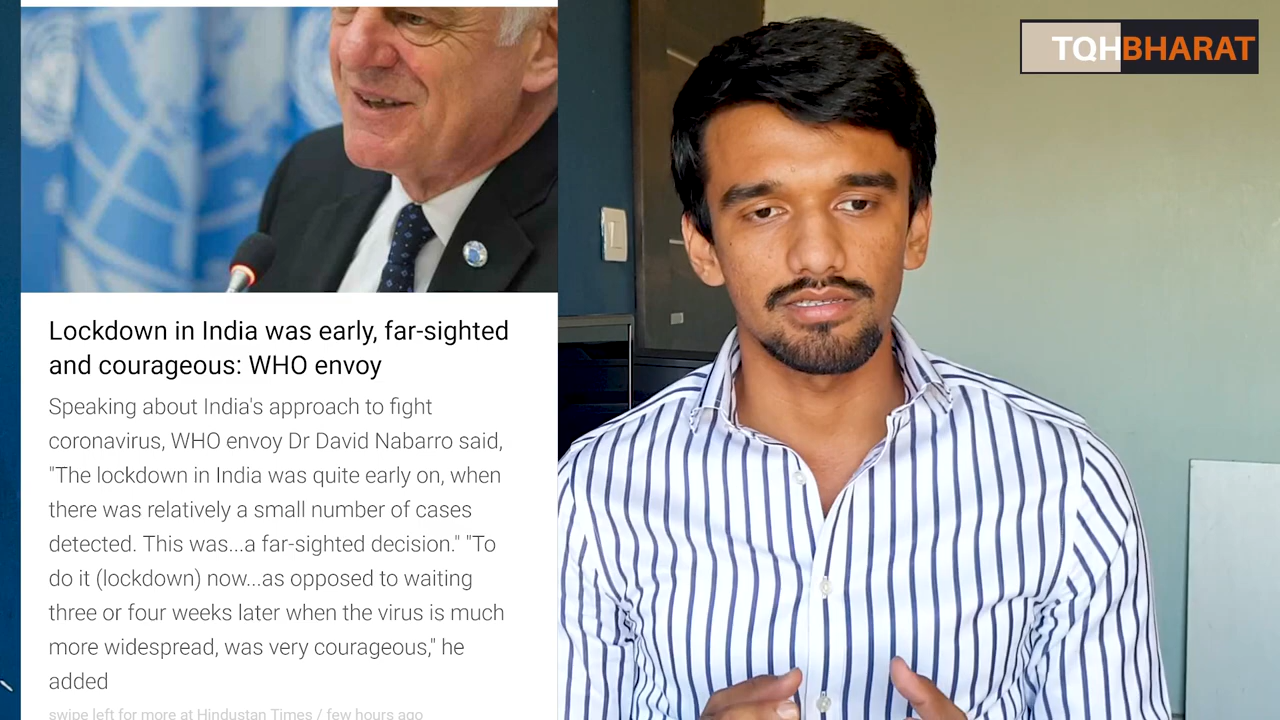 TQHBHARAT
Lockdown in India was early, far-sighted
and courageous: WHO envoy
Speaking about India's approach to fight
coronavirus, WHO envoy Dr David Nabarro said,
"The lockdown in India was quite early on, when
there was relatively a small number of cases
detected. This was...a far-sighted decision." "To
do it (lockdown) now...as opposed to waiting
three or four weeks later when the virus is much
more widespread, was very courageous," he
added
swipe left for more at Hindustan Times / few hours ago